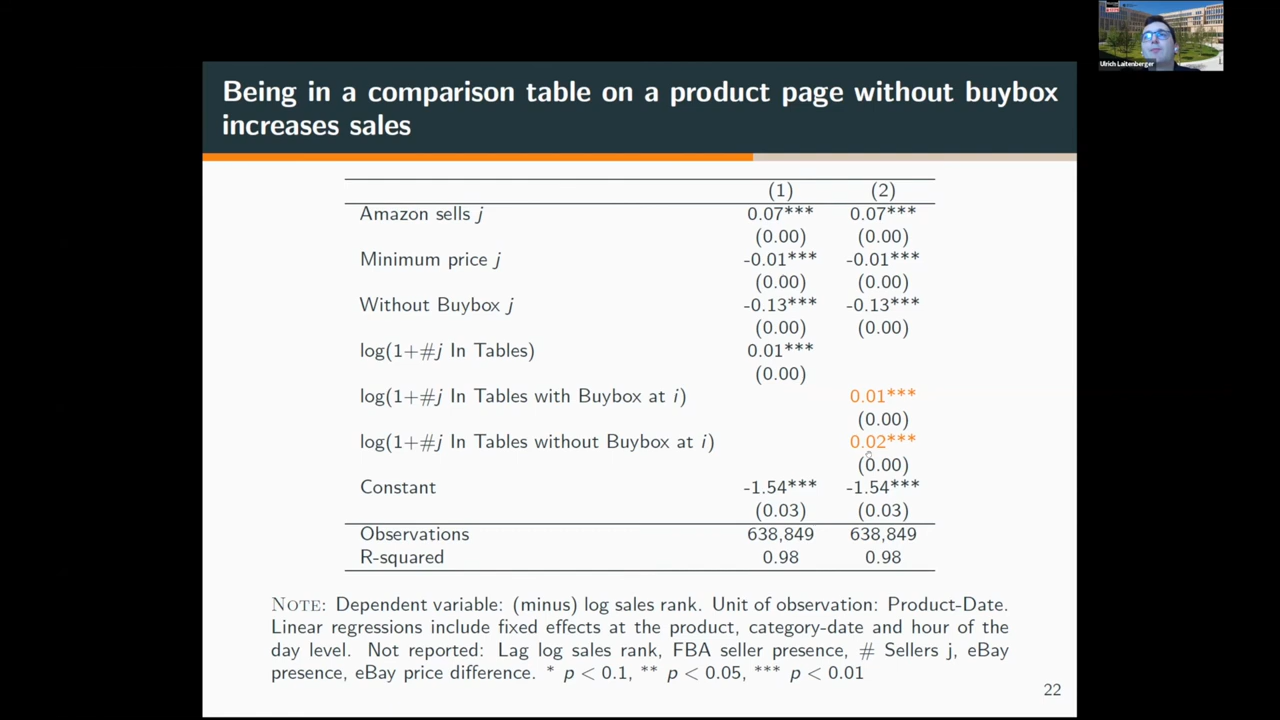 Ulrich Laitenberger
Being in a comparison table on a product page without buybox
increases sales
(1) (2)
Amazon sells j 0.07*** 0.07***
(0.00) (0.00)
Minimum price j -0.01*** -0.01***
(0.00) (0.00)
Without Buybox j -0.13*** -0.13***
(0.00) (0.00)
log(1+#j In Tables) 0.01***
(0.00)
log(1+#j In Tables with Buybox at i) 0.01***
(0.00)
log(1+#j In Tables without Buybox at i) 0.02***
(0.00)
Constant -1.54*** -1.54***
(0.03) (0.03)
Observations 638,849 638,849
R-squared 0.98 0.98
NOTE: Dependent variable: (minus) log sales rank. Unit of observation: Product-Date.
Linear regressions include fixed effects at the product, category-date and hour of the
day level. Not reported: Lag log sales rank, FBA seller presence, # Sellers j, eBay
presence, eBay price difference. * p < 0.1, ** p < 0.05, *** p < 0.01
22